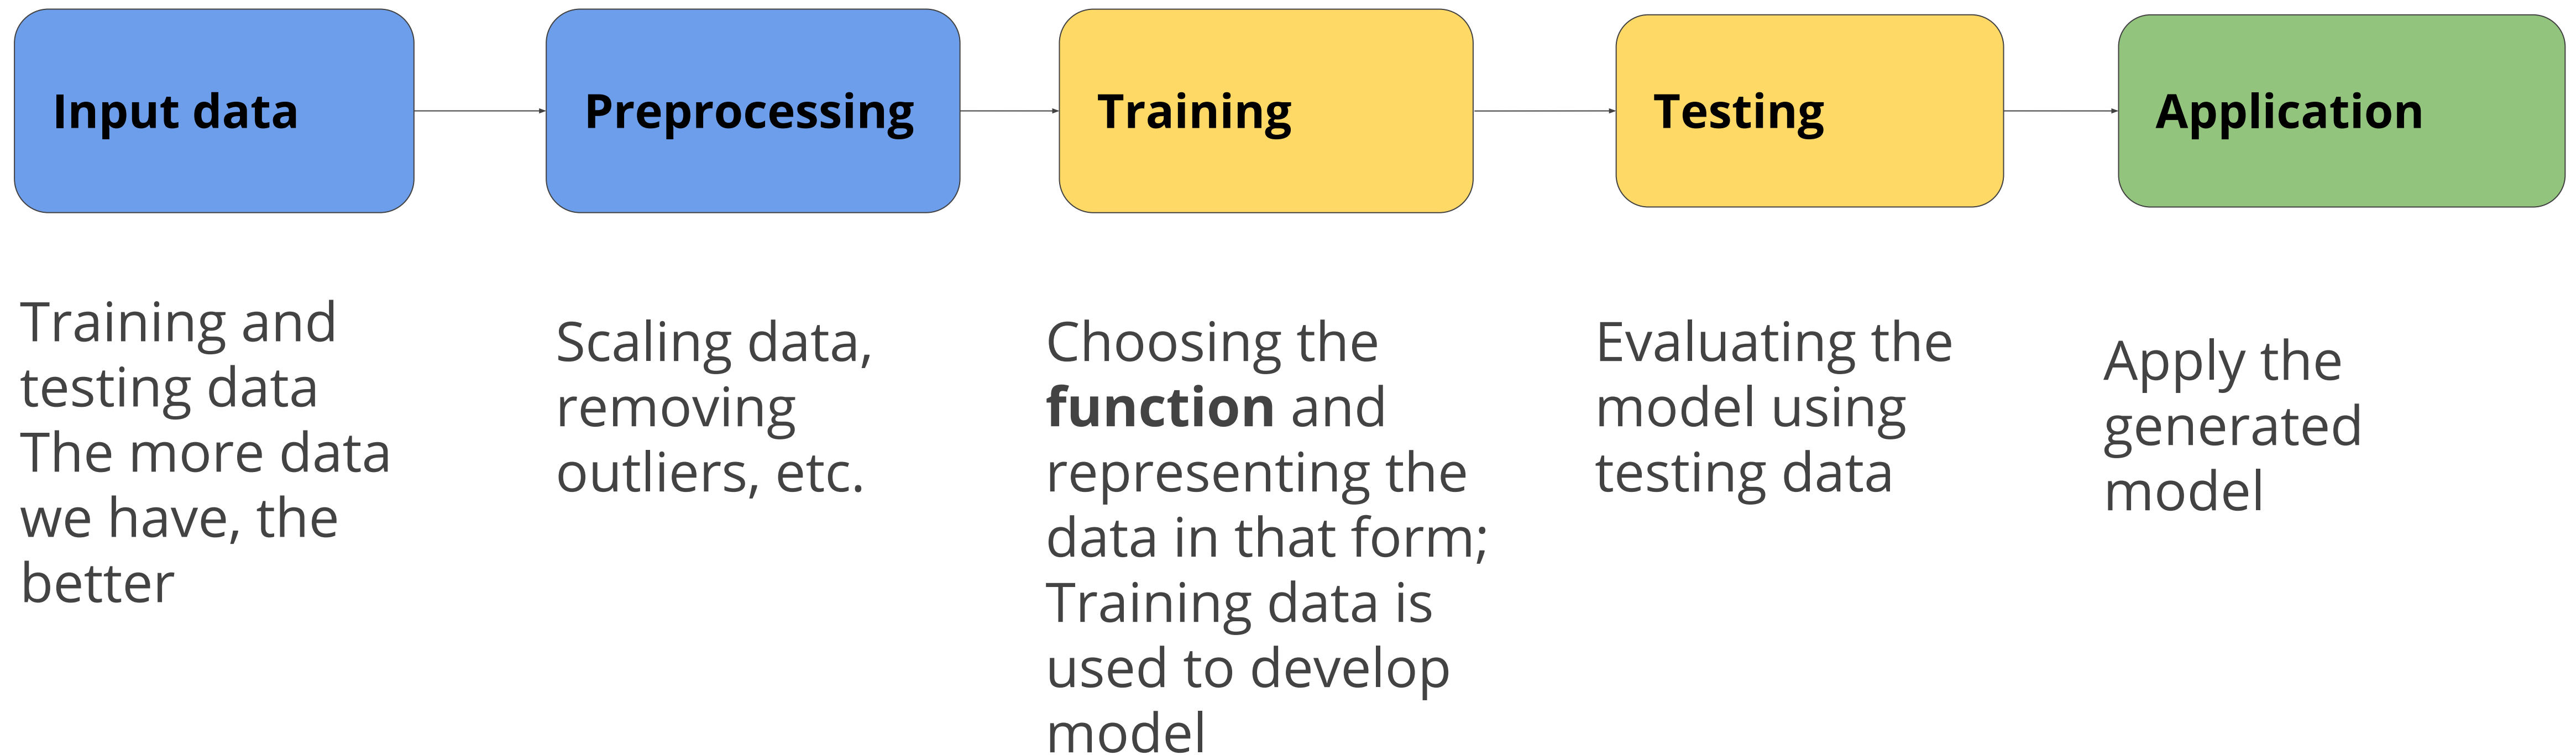 Input data
Preprocessing
Training
Testing
Application
Training and
testing data
The more data
we have, the
better
Scaling data,
removing
outliers, etc.
Choosing the
function and
representing the
data in that form;
Training data is
used to develop
model
Evaluating the
model using
testing data
Apply the
generated
model